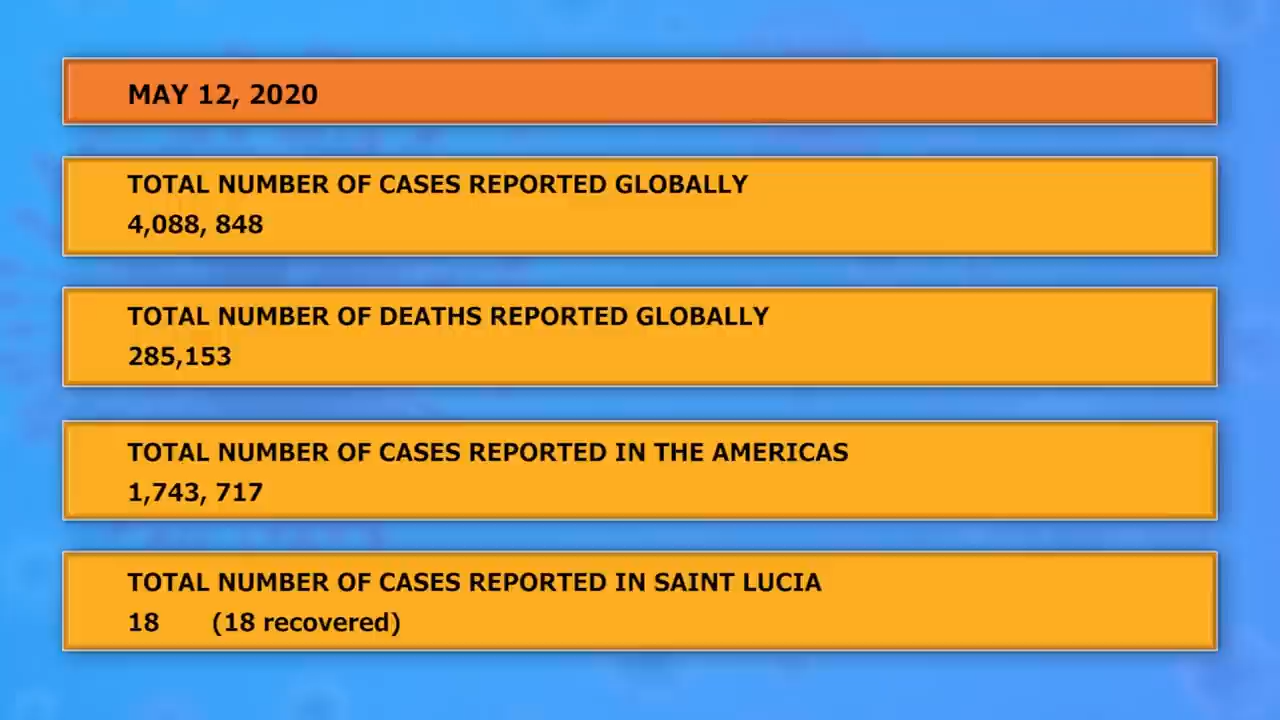 MAY 12, 2020
TOTAL NUMBER OF CASES REPORTED GLOBALLY
4,088, 848
TOTAL NUMBER OF DEATHS REPORTED GLOBALLY
285,153
TOTAL NUMBER OF CASES REPORTED IN THE AMERICAS
1,743, 717
TOTAL NUMBER OF CASES REPORTED IN SAINT LUCIA
18 (18 recovered)